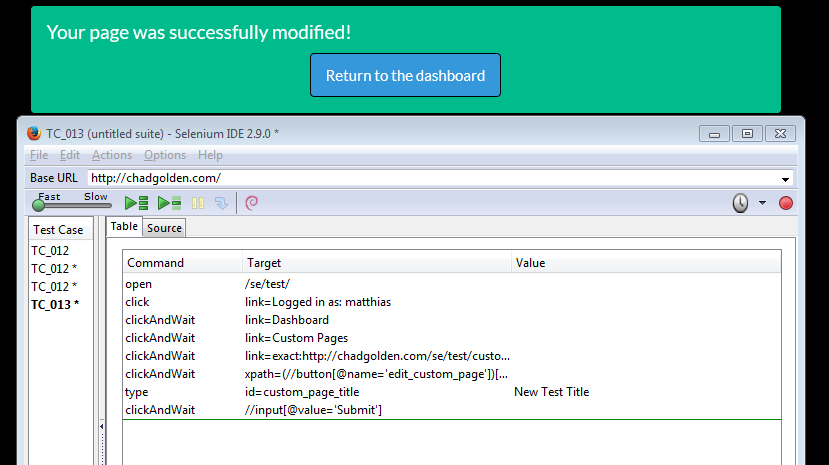 Your page was successfully modified!
Return to the dashboard
TC_013 (untitled suite) - Selenium IDE 2.9.0 *
File Edit Actions Options Help
Base URL http://chadgolden.com/
Fast Slow
Test Case Table Source
TC_012
TC_012 *
TC_012 *
TC_013 *
Command Target Value
open /se/test/
click link=Logged in as: matthias
clickAndWait link=Dashboard
clickAndWait link=Custom Pages
clickAndWait link=exact:http://chadgolden.com/se/test/custo...
clickAndWait xpath=(//button[@name='edit_custom_page'])[...
type id=custom_page_title New Test Title
clickAndWait //input[@value='Submit']